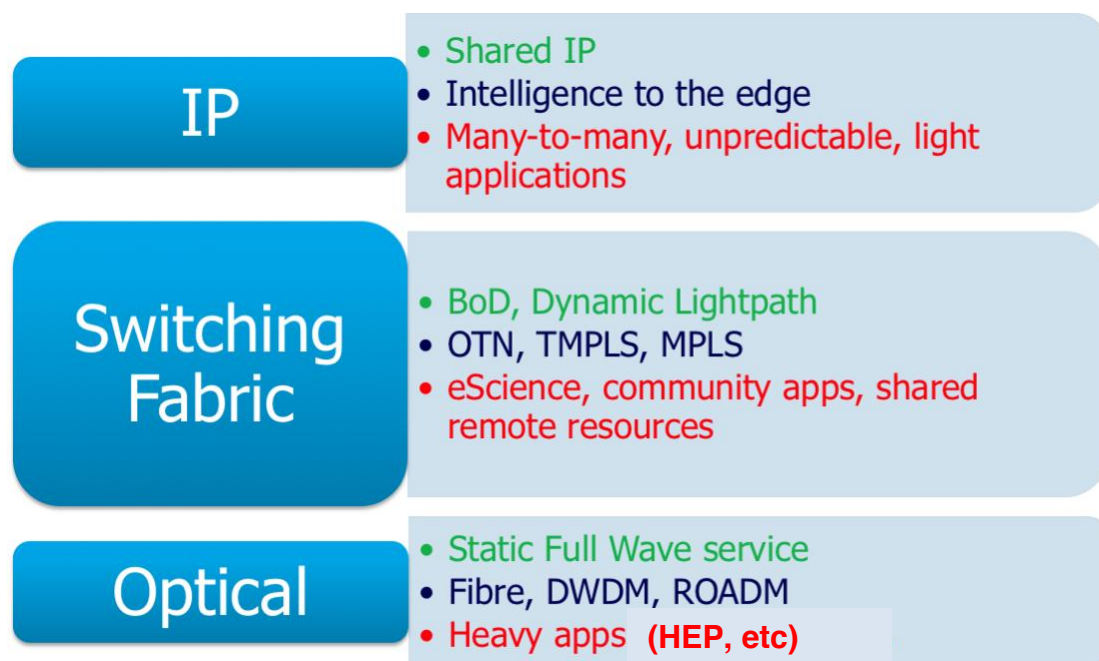 IP
• Shared IP
• Intelligence to the edge
• Many-to-many, unpredictable, light
applications
Switching
Fabric
• BoD, Dynamic Lightpath
• OTN, TMPLS, MPLS
• eScience, community apps, shared
remote resources
Optical
• Static Full Wave service
• Fibre, DWDM, ROADM
• Heavy apps (HEP, etc)